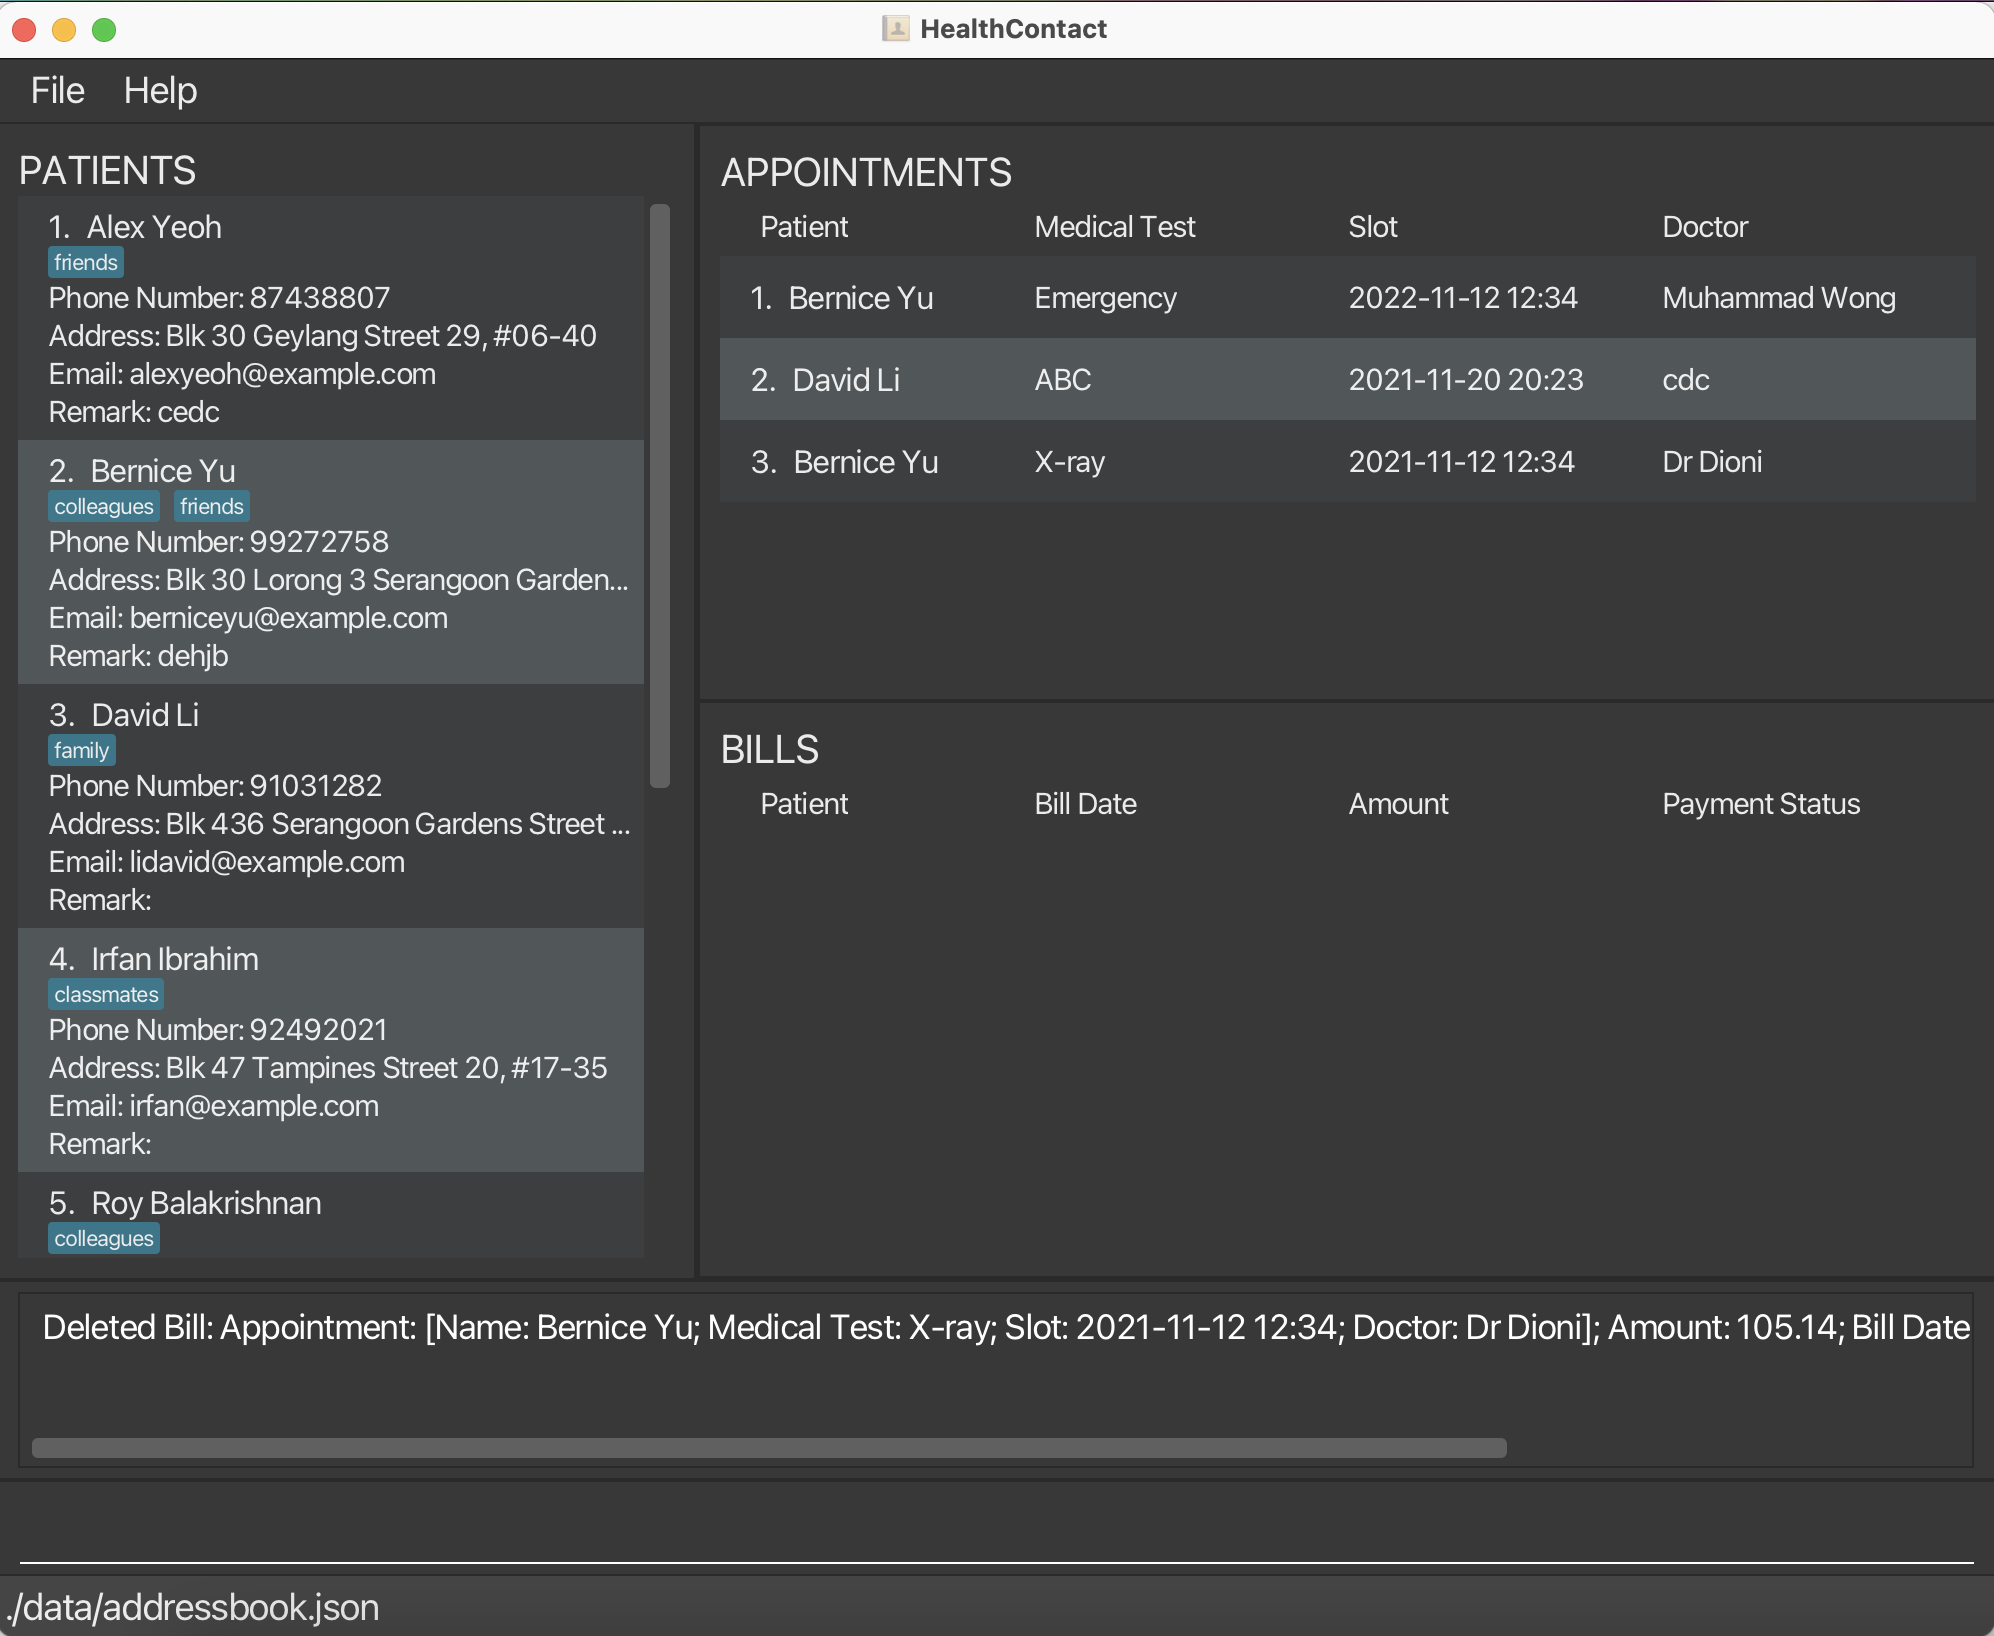 HealthContact
File Help
PATIENTS
1. Alex Yeoh
friends
Phone Number: 87438807
Address: Blk 30 Geylang Street 29, #06-40
Email: alexyeoh@example.com
Remark: cedc
2. Bernice Yu
colleagues friends
Phone Number: 99272758
Address: Blk 30 Lorong 3 Serangoon Garden...
Email: berniceyu@example.com
Remark: dehjb
3. David Li
family
Phone Number: 91031282
Address: Blk 436 Serangoon Gardens Street ...
Email: lidavid@example.com
Remark:
4. Irfan Ibrahim
classmates
Phone Number: 92492021
Address: Blk 47 Tampines Street 20, #17-35
Email: irfan@example.com
Remark:
5. Roy Balakrishnan
colleagues
APPOINTMENTS
Patient Medical Test Slot Doctor
1. Bernice Yu Emergency 2022-11-12 12:34 Muhammad Wong
2. David Li ABC 2021-11-20 20:23 cdc
3. Bernice Yu X-ray 2021-11-12 12:34 Dr Dioni
BILLS
Patient Bill Date Amount Payment Status
Deleted Bill: Appointment: [Name: Bernice Yu; Medical Test: X-ray; Slot: 2021-11-12 12:34; Doctor: Dr Dioni]; Amount: 105.14; Bill Date
./data/addressbook.json